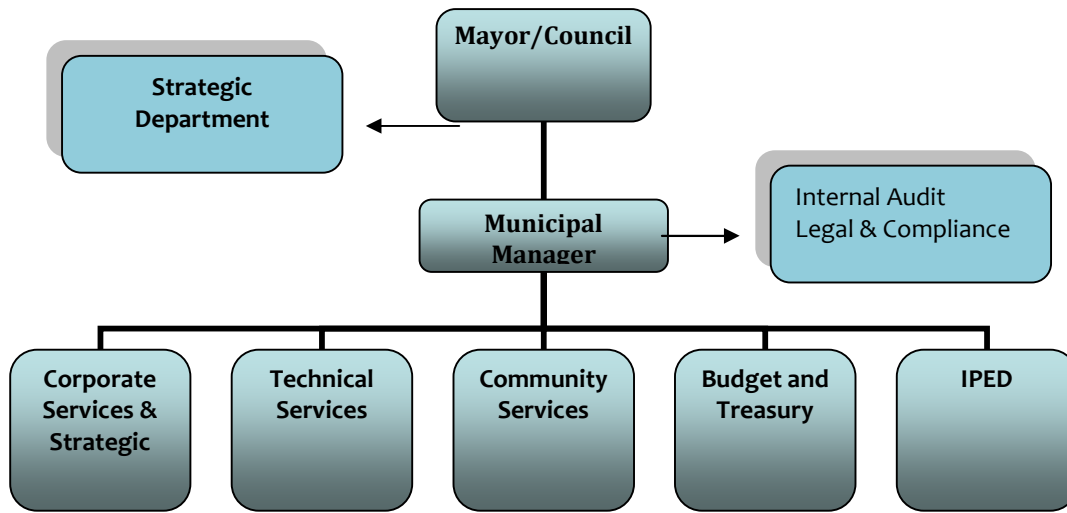 Mayor/Council
Strategic
Department
Internal Audit
Legal & Compliance
Municipal
Manager
Corporate
Services &
Strategic
Technical
Services
Community
Services
Budget and
Treasury
IPED